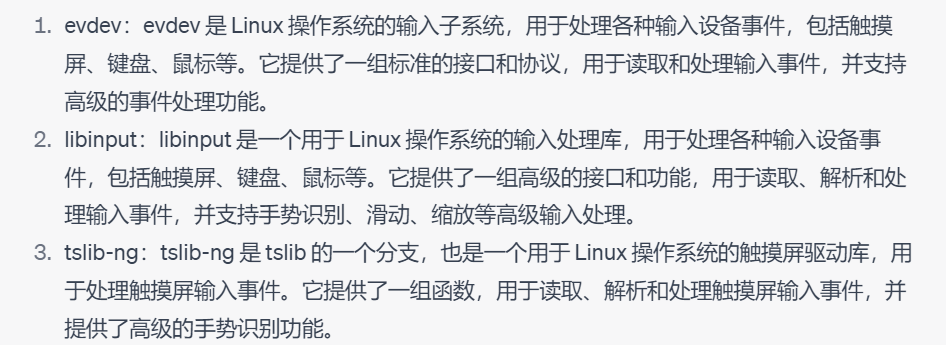 1. evdev：evdev 是 Linux 操作系统的输入子系统，用于处理各种输入设备事件，包括触摸
屏、键盘、鼠标等。它提供了一组标准的接口和协议，用于读取和处理输入事件，并支持
高级的事件处理功能。
2. libinput：libinput 是一个用于 Linux 操作系统的输入处理库，用于处理各种输入设备事
件，包括触摸屏、键盘、鼠标等。它提供了一组高级的接口和功能，用于读取、解析和处
理输入事件，并支持手势识别、滑动、缩放等高级输入处理。
3. tslib-ng：tslib-ng 是 tslib 的一个分支，也是一个用于 Linux 操作系统的触摸屏驱动库，用
于处理触摸屏输入事件。它提供了一组函数，用于读取、解析和处理触摸屏输入事件，并
提供了高级的手势识别功能。